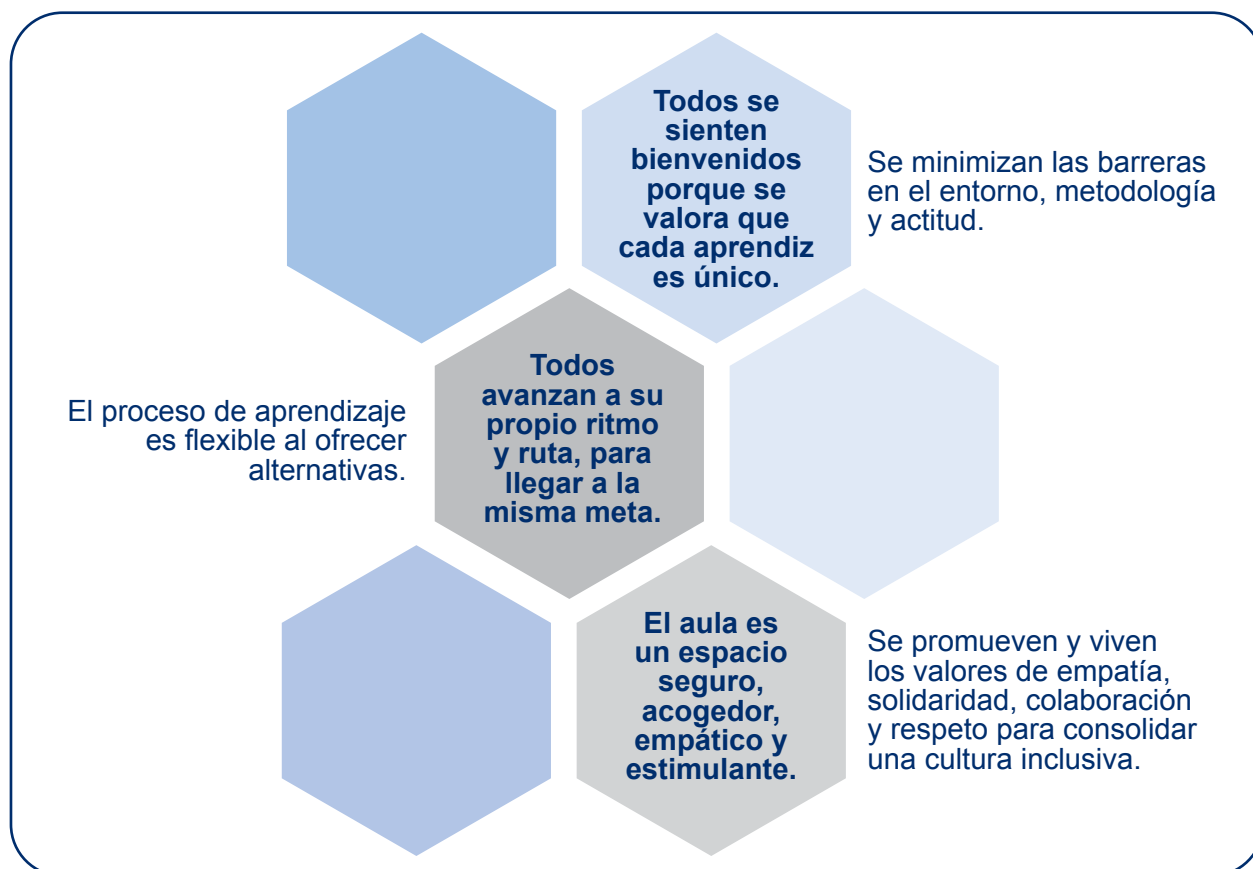 Todos se
sienten
bienvenidos
porque se
valora que
cada aprendiz
es único.
Se minimizan las barreras
en el entorno, metodología
y actitud.
Todos
avanzan a su
propio ritmo
y ruta, para
llegar a la
misma meta.
El proceso de aprendizaje
es flexible al ofrecer
alternativas.
El aula es
un espacio
seguro,
acogedor,
empático y
estimulante.
Se promueven y viven
los valores de empatía,
solidaridad, colaboración
y respeto para consolidar
una cultura inclusiva.